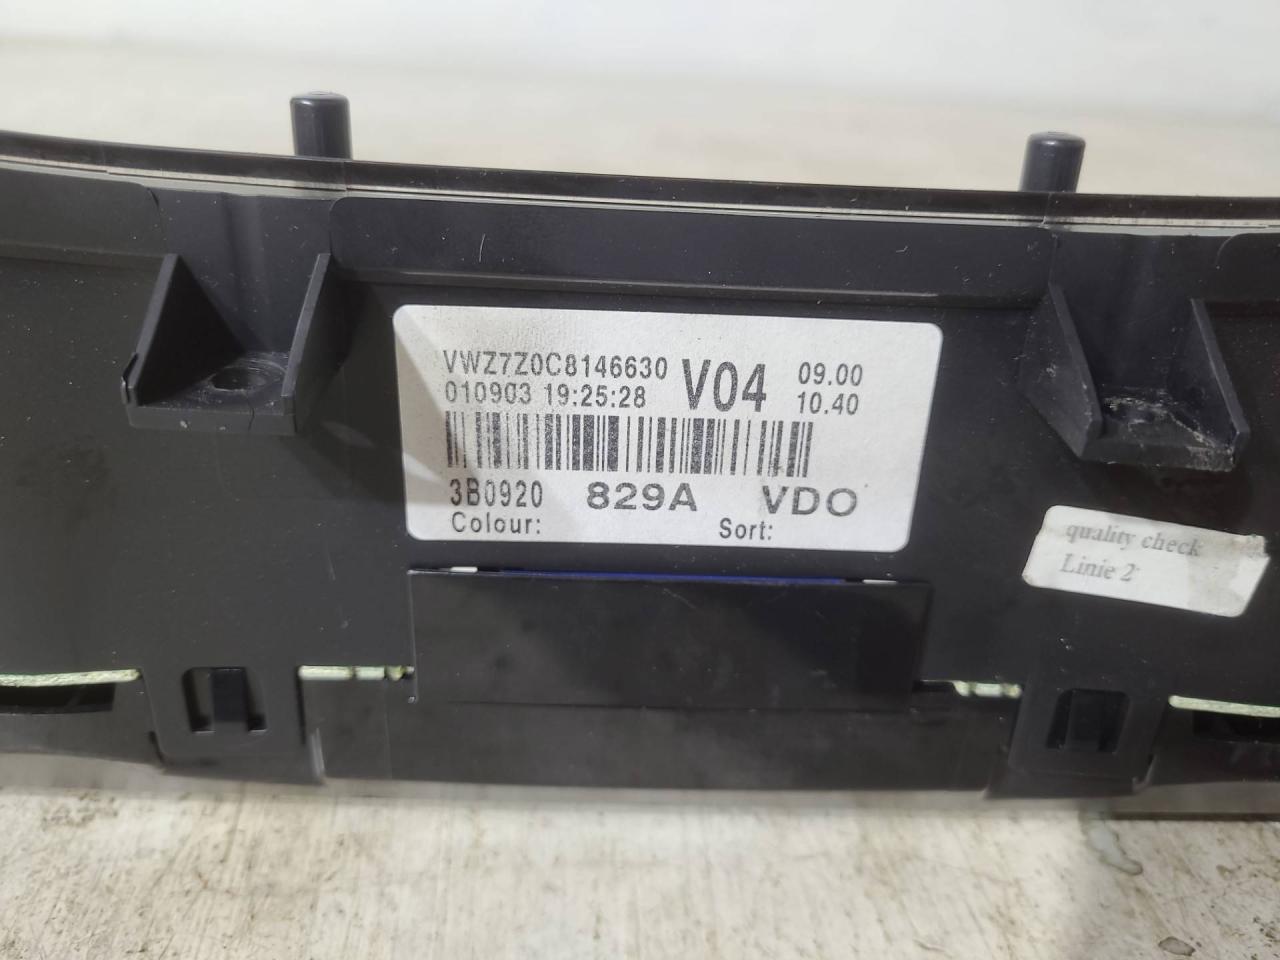 VWZ7Z0C8146630 V04 09.00
010903 19:25:28 10.40
3B0920 829A VDO
Colour: Sort:
quality check
Linie 2